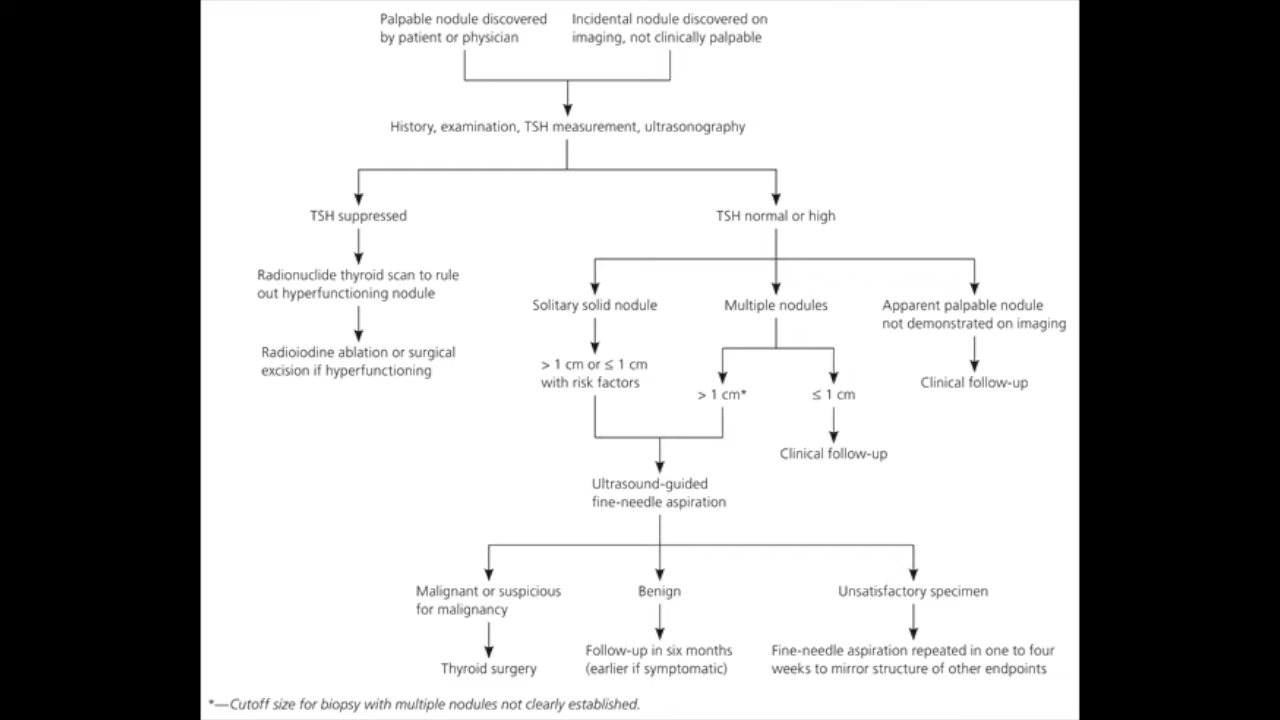 Palpable nodule discovered
by patient or physician
Incidental nodule discovered on
imaging, not clinically palpable
History, examination, TSH measurement, ultrasonography
TSH suppressed
TSH normal or high
Radionuclide thyroid scan to rule
out hyperfunctioning nodule
Radioiodine ablation or surgical
excision if hyperfunctioning
Solitary solid nodule
Multiple nodules
Apparent palpable nodule
not demonstrated on imaging
> 1 cm or ≤ 1 cm
with risk factors
> 1 cm*
≤ 1 cm
Clinical follow-up
Clinical follow-up
Ultrasound-guided
fine-needle aspiration
Malignant or suspicious
for malignancy
Benign
Unsatisfactory specimen
Thyroid surgery
Follow-up in six months
(earlier if symptomatic)
Fine-needle aspiration repeated in one to four
weeks to mirror structure of other endpoints
*—Cutoff size for biopsy with multiple nodules not clearly established.